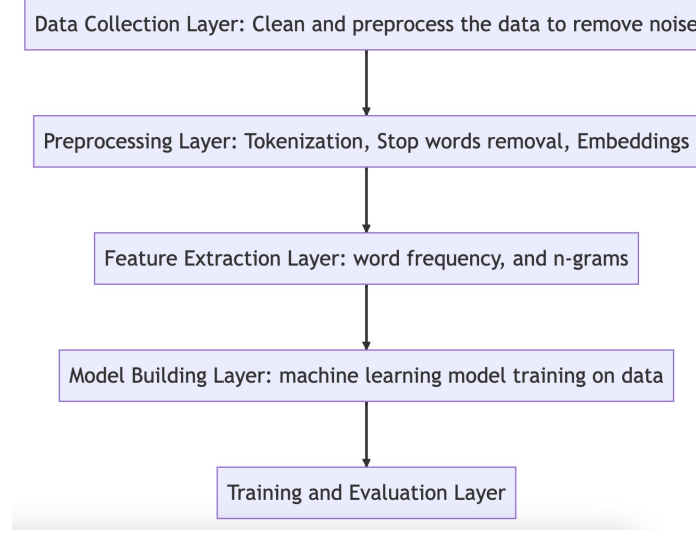 Data Collection Layer: Clean and preprocess the data to remove noise
Preprocessing Layer: Tokenization, Stop words removal, Embeddings
Feature Extraction Layer: word frequency, and n-grams
Model Building Layer: machine learning model training on data
Training and Evaluation Layer